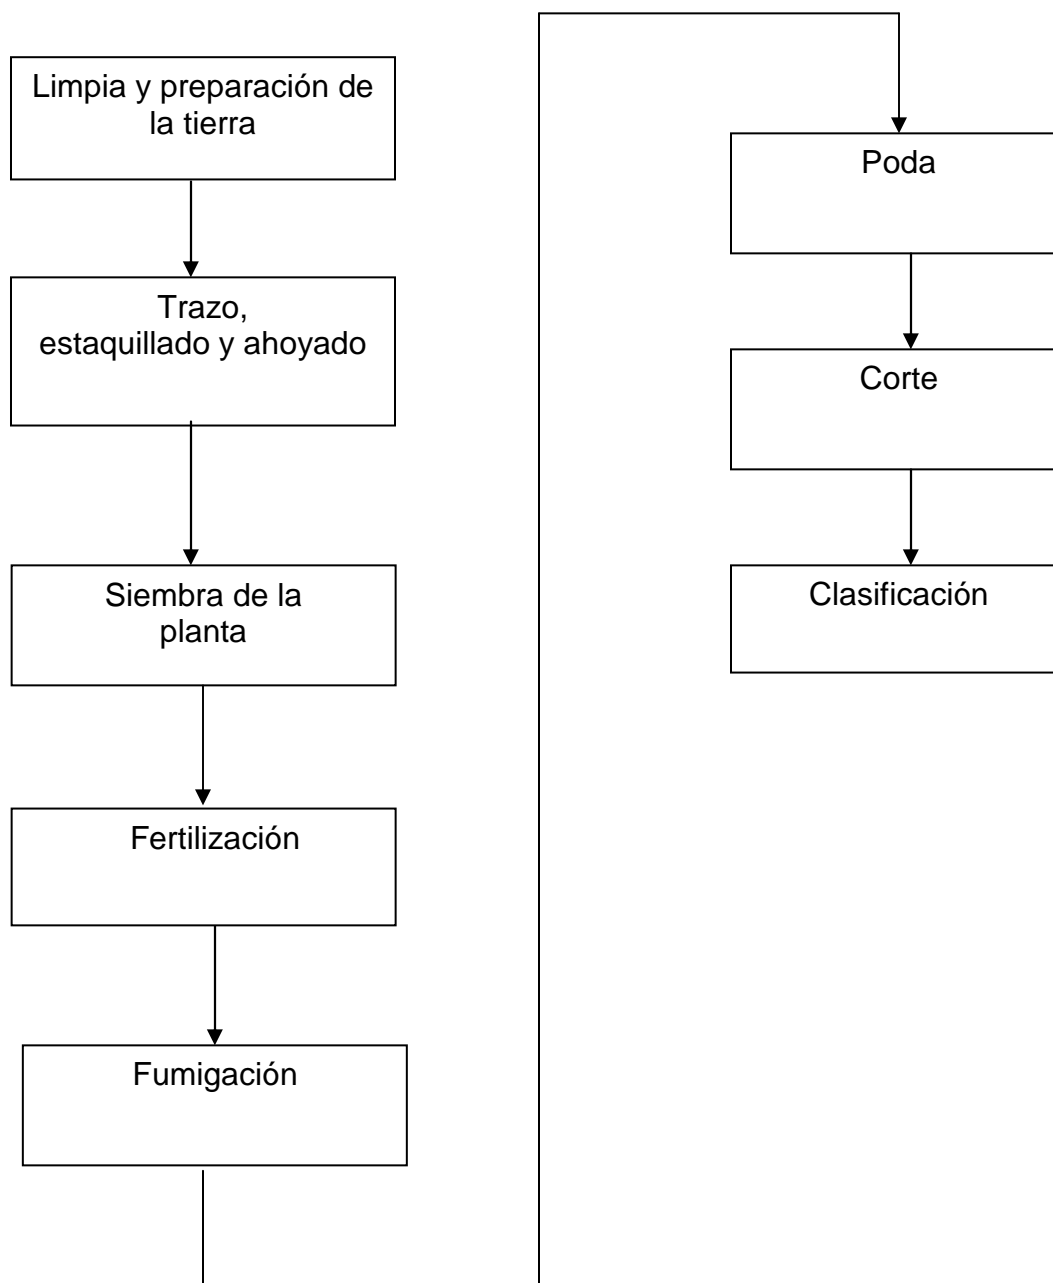 Limpia y preparación de
la tierra
Trazo,
estaquillado y ahoyado
Siembra de la
planta
Fertilización
Fumigación
Poda
Corte
Clasificación